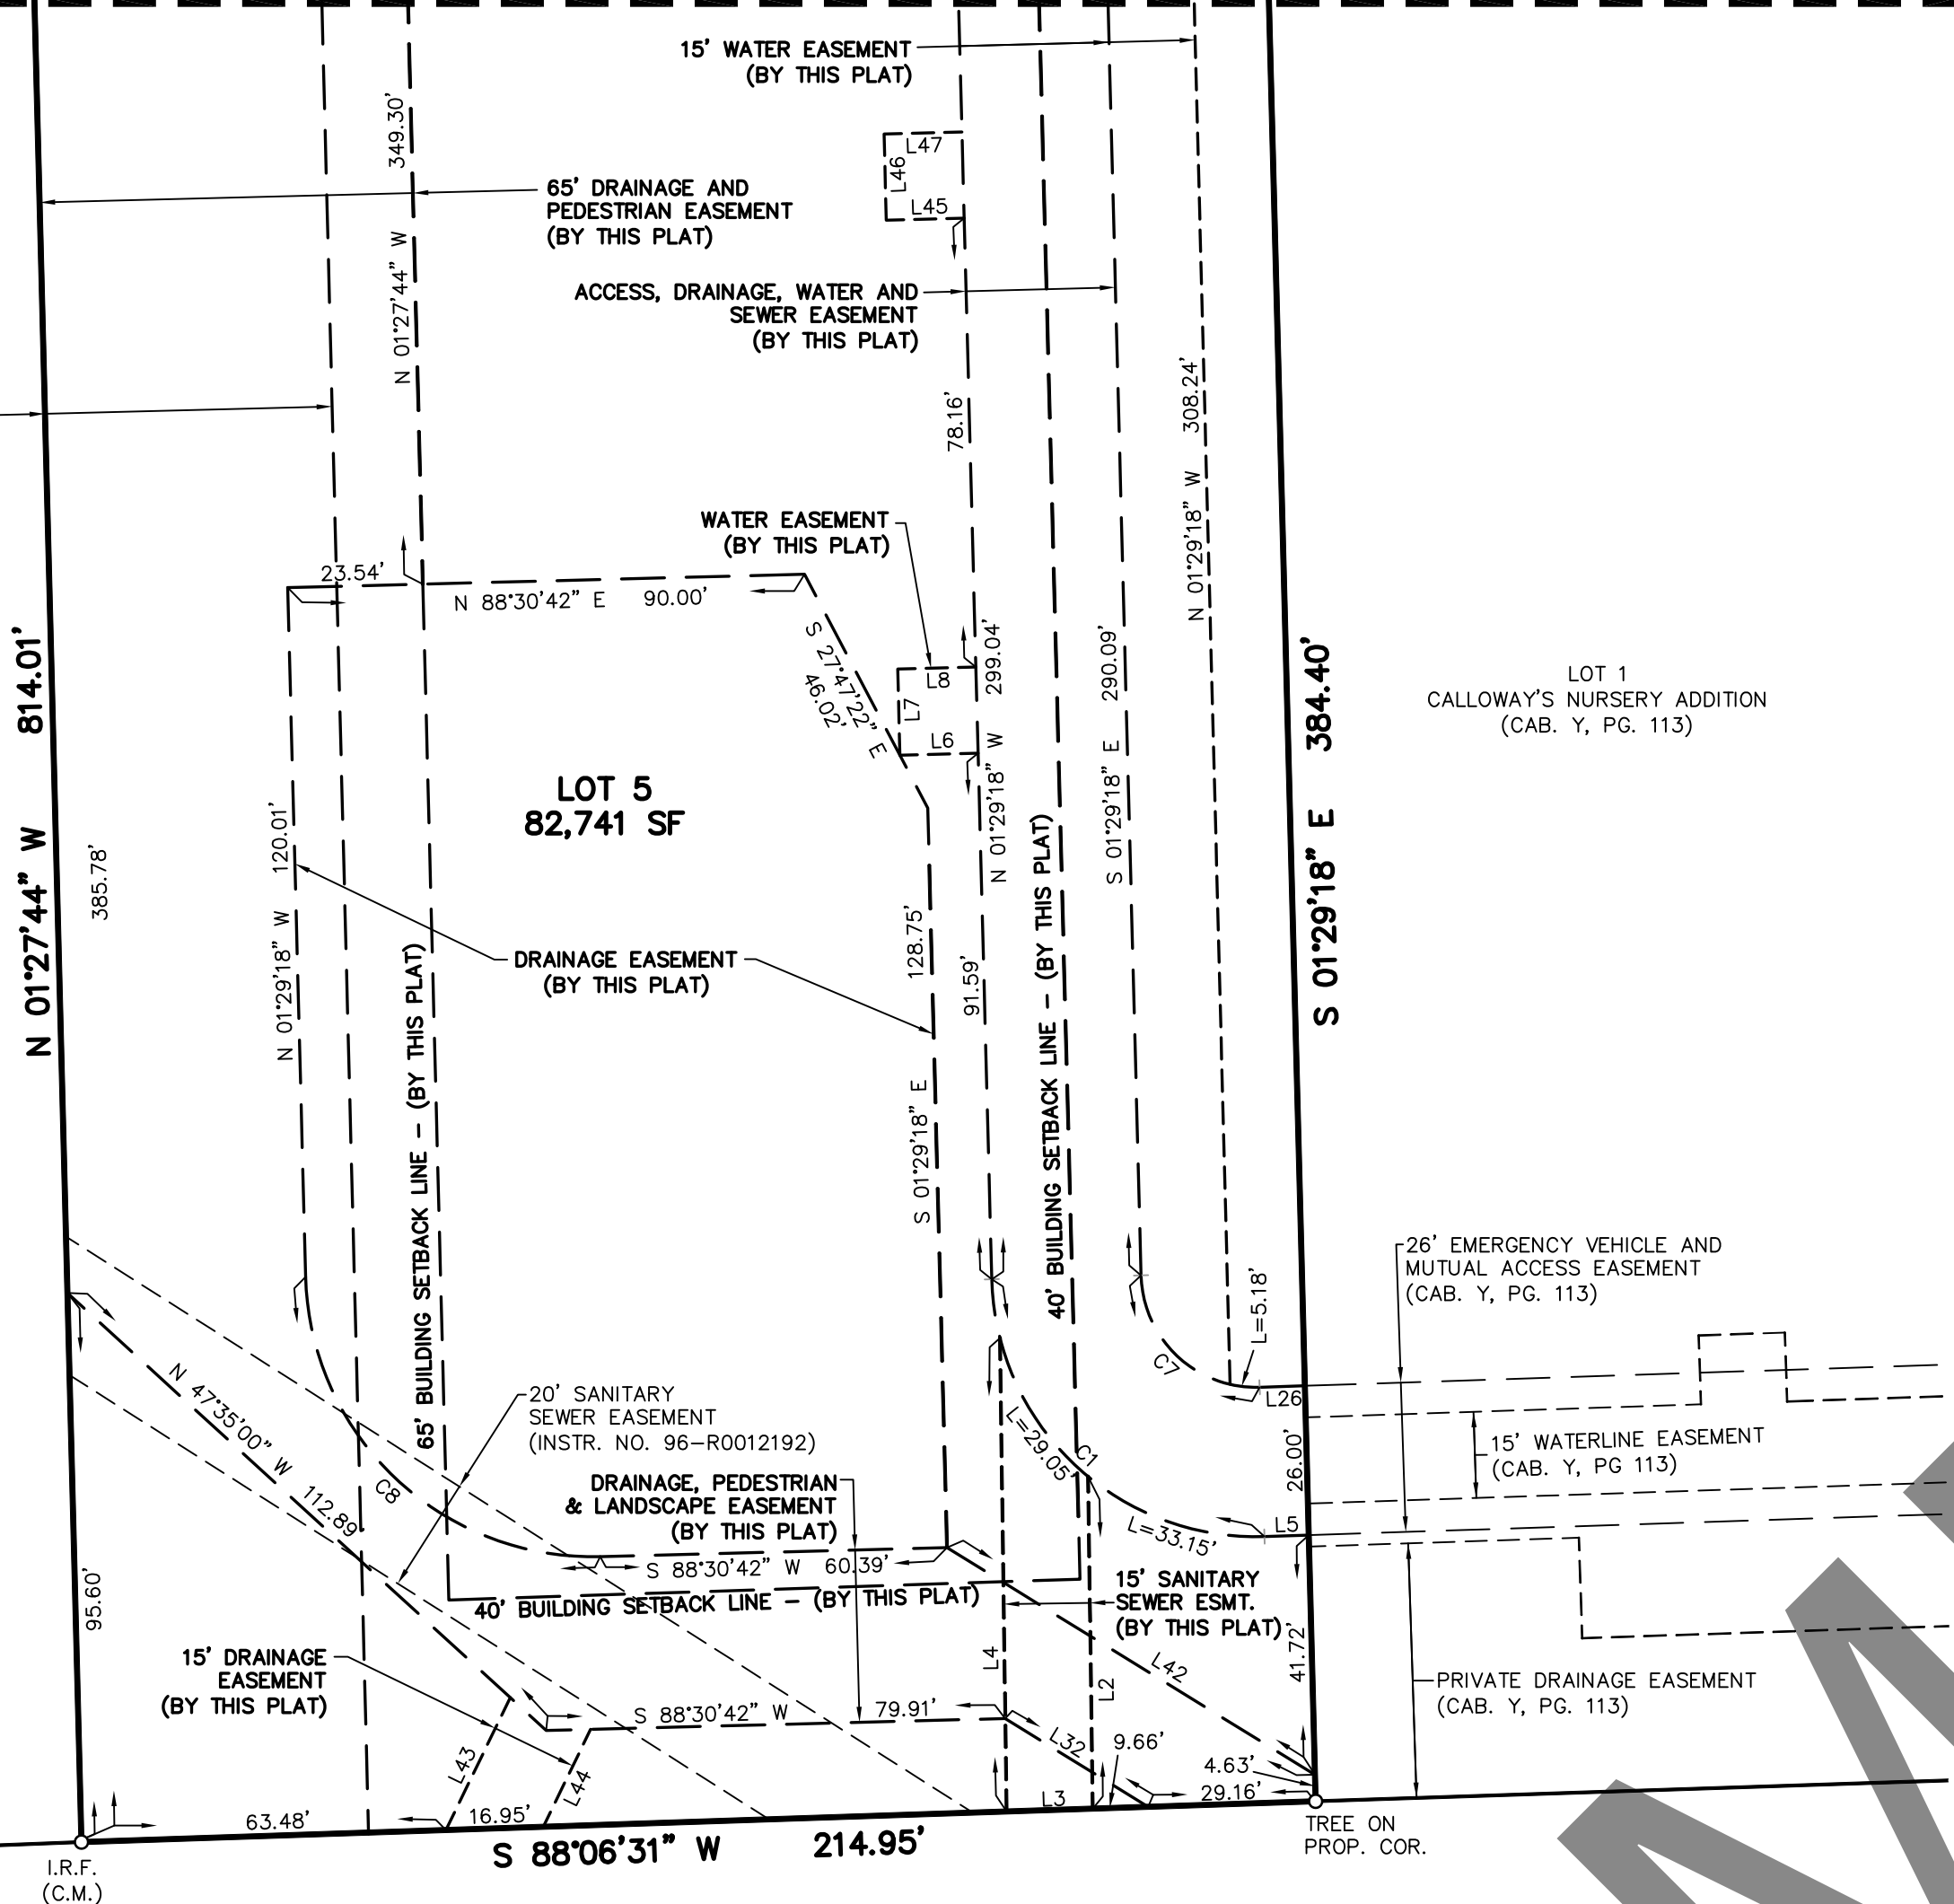 15' WATER EASEMENT
(BY THIS PLAT)
349.30'
N 01°27'44" W
65' DRAINAGE AND
PEDESTRIAN EASEMENT
(BY THIS PLAT)
L47
L46
L45
ACCESS, DRAINAGE, WATER AND
SEWER EASEMENT
(BY THIS PLAT)
78.16'
N 01°29'18" W 308.24'
WATER EASEMENT
(BY THIS PLAT)
23.54'
N 88°30'42" E 90.00'
S 27°47'22" E
46.02'
L8
L7
L6
N 01°29'18" W 299.04'
S 01°29'18" E 290.09'
N 01°27'44" W 814.01'
385.78'
S 01°29'18" E 384.40'
LOT 1
CALLOWAY'S NURSERY ADDITION
(CAB. Y, PG. 113)
LOT 5
82,741 SF
N 01°29'18" W 120.01'
DRAINAGE EASEMENT
(BY THIS PLAT)
S 01°29'18" E 128.75'
91.59'
65' BUILDING SETBACK LINE - (BY THIS PLAT)
40' BUILDING SETBACK LINE - (BY THIS PLAT)
26' EMERGENCY VEHICLE AND
MUTUAL ACCESS EASEMENT
(CAB. Y, PG. 113)
L=5.18'
C7
L26
26.00'
15' WATERLINE EASEMENT
(CAB. Y, PG 113)
N 47°35'00" W 112.89'
C8
20' SANITARY
SEWER EASEMENT
(INSTR. NO. 96-R0012192)
L=29.05'
C1
L=33.15'
L5
DRAINAGE, PEDESTRIAN
& LANDSCAPE EASEMENT
(BY THIS PLAT)
S 88°30'42" W 60.39'
40' BUILDING SETBACK LINE - (BY THIS PLAT)
15' SANITARY
SEWER ESMT.
(BY THIS PLAT)
95.60'
41.72'
15' DRAINAGE
EASEMENT
(BY THIS PLAT)
L4
L2
L42
PRIVATE DRAINAGE EASEMENT
(CAB. Y, PG. 113)
S 88°30'42" W 79.91'
L32
9.66'
L43
L44
4.63'
29.16'
L3
63.48'
16.95'
S 88°06'31" W 214.95'
TREE ON
PROP. COR.
I.R.F.
(C.M.)